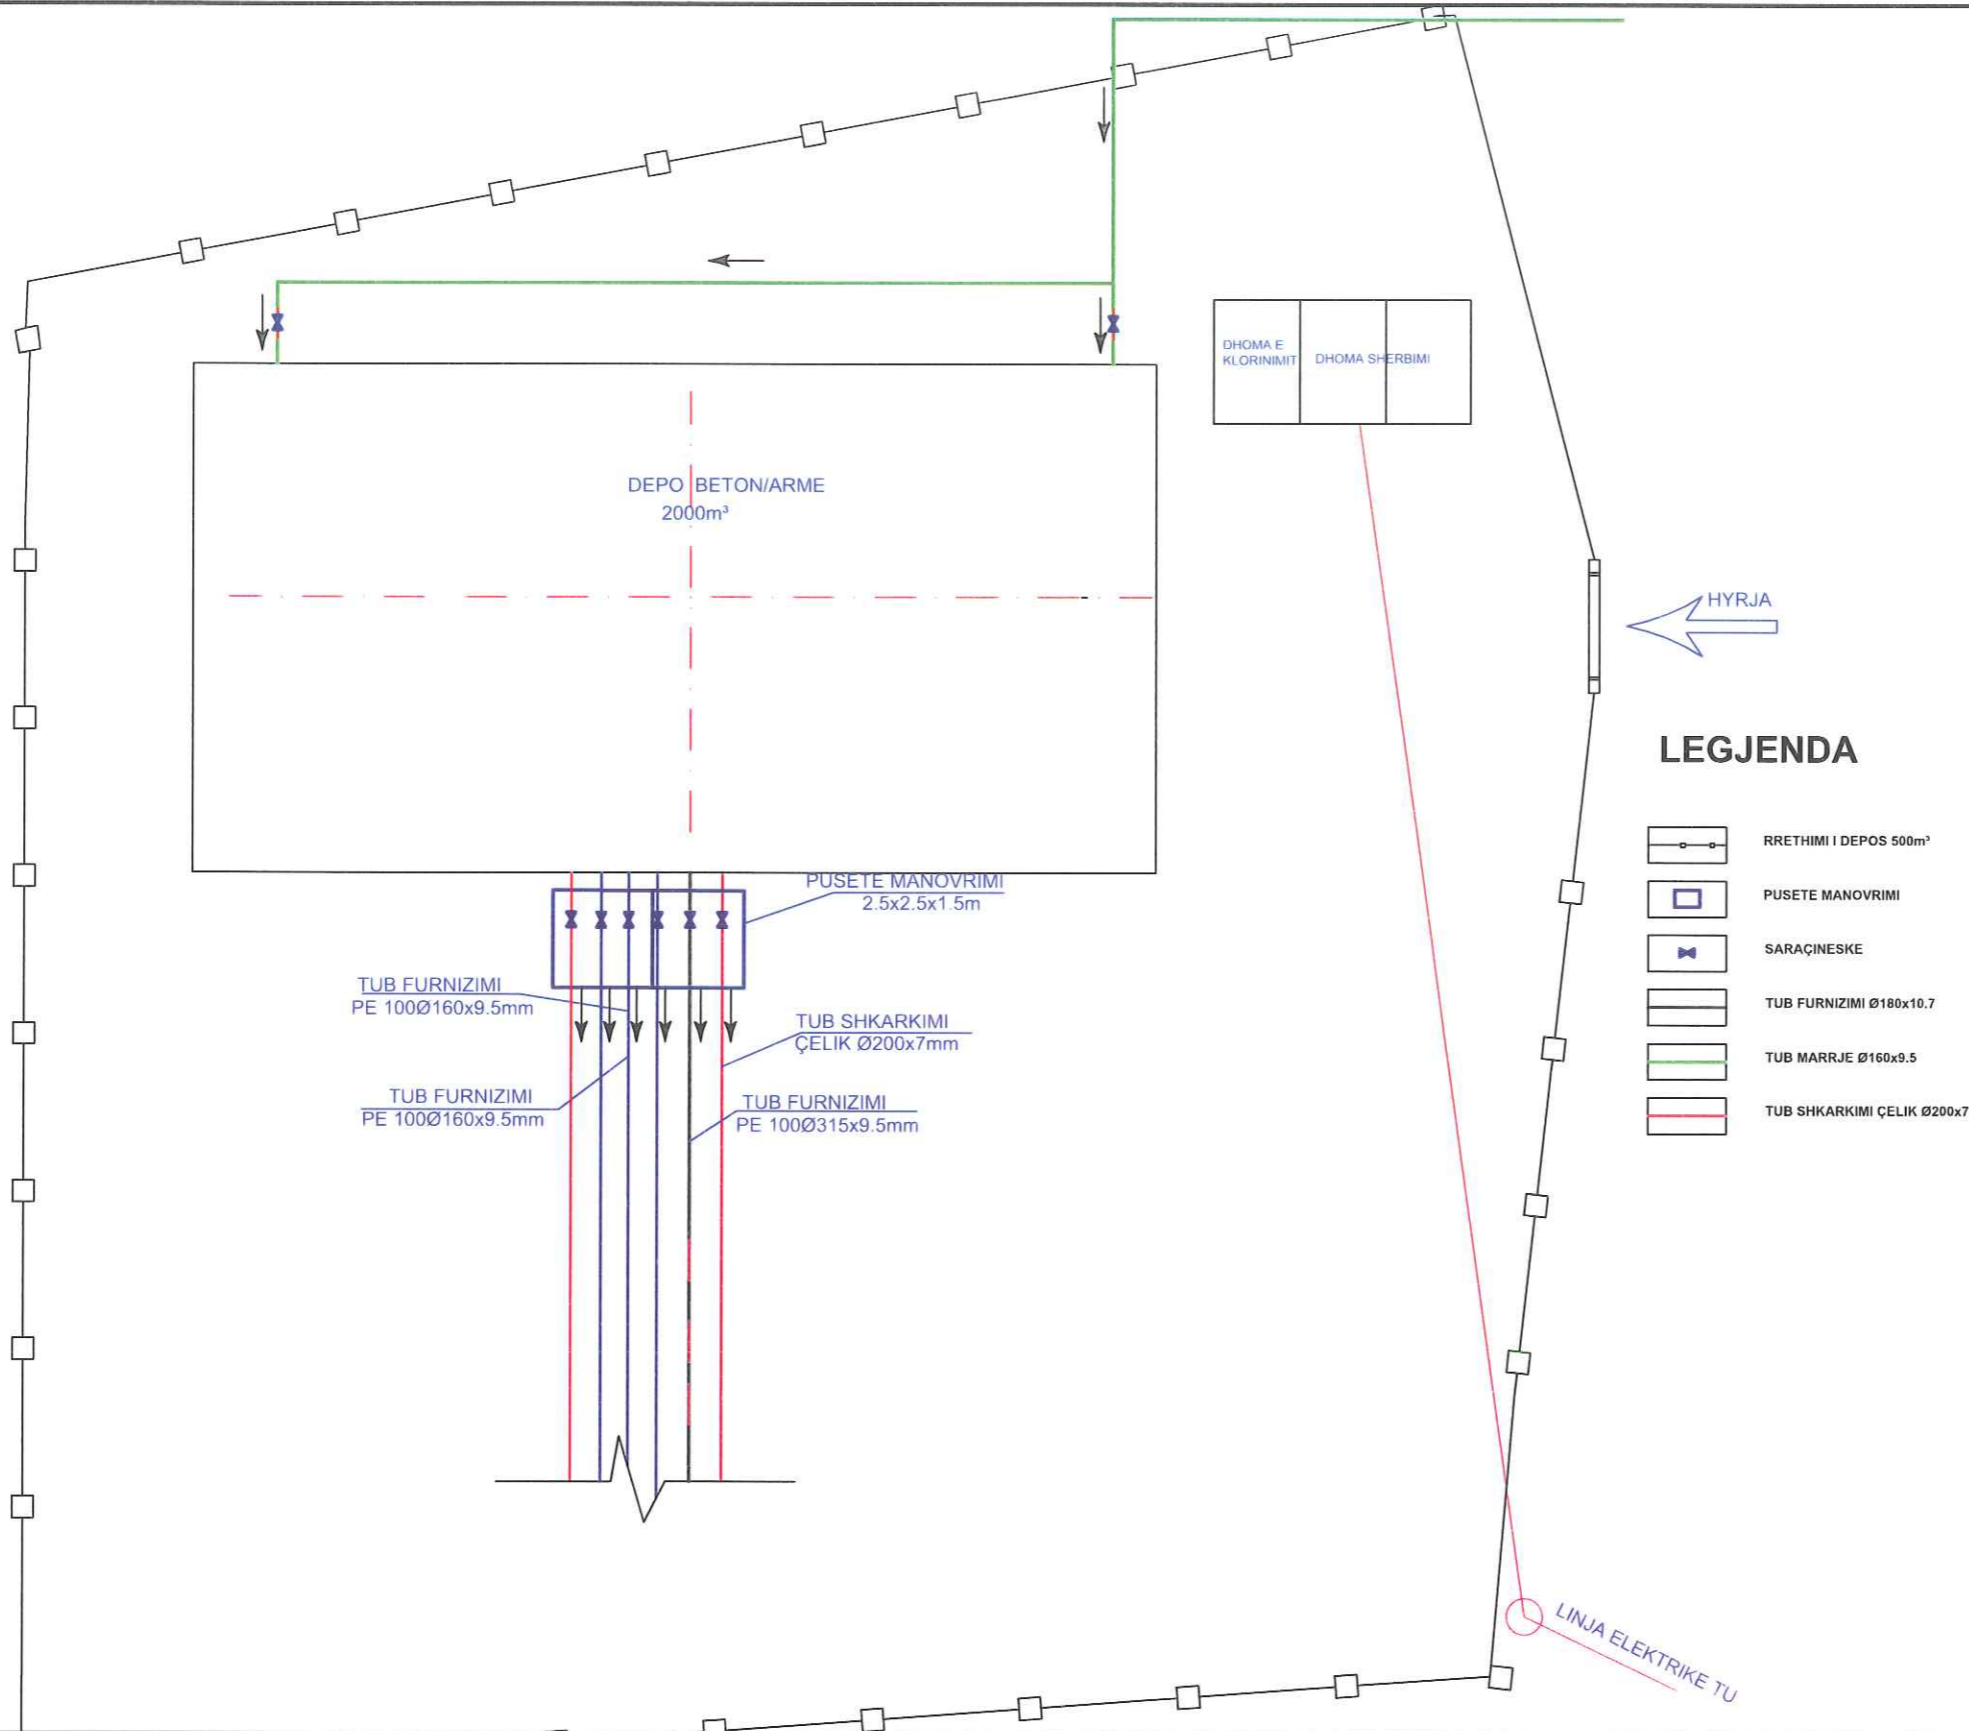 DHOMA E
KLORINIMIT
DHOMA SHERBIMI
DEPO BETON/ARME
2000m³
HYRJA
LEGJENDA
RRETHIMI I DEPOS 500m³
PUSETE MANOVRIMI
SARAÇINESKE
TUB FURNIZIMI Ø180x10.7
TUB MARRJE Ø160x9.5
TUB SHKARKIMI ÇELIK Ø200x7
PUSETE MANOVRIMI
2.5x2.5x1.5m
TUB FURNIZIMI
PE 100Ø160x9.5mm
TUB SHKARKIMI
ÇELIK Ø200x7mm
TUB FURNIZIMI
PE 100Ø160x9.5mm
TUB FURNIZIMI
PE 100Ø315x9.5mm
LINJA ELEKTRIKE TU